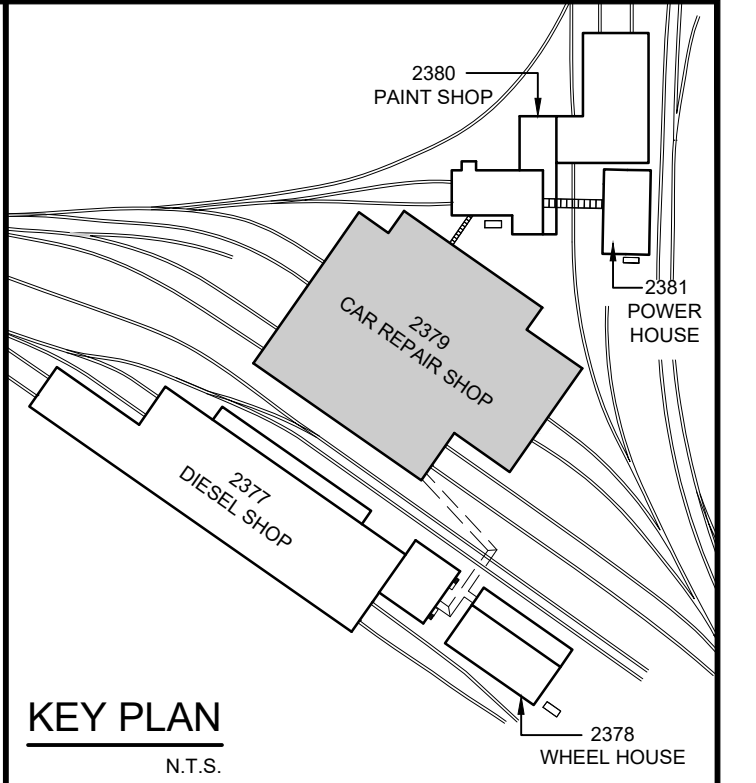 2380
PAINT SHOP
2381
POWER
HOUSE
2379
CAR REPAIR SHOP
2377
DIESEL SHOP
2378
WHEEL HOUSE
KEY PLAN
N.T.S.